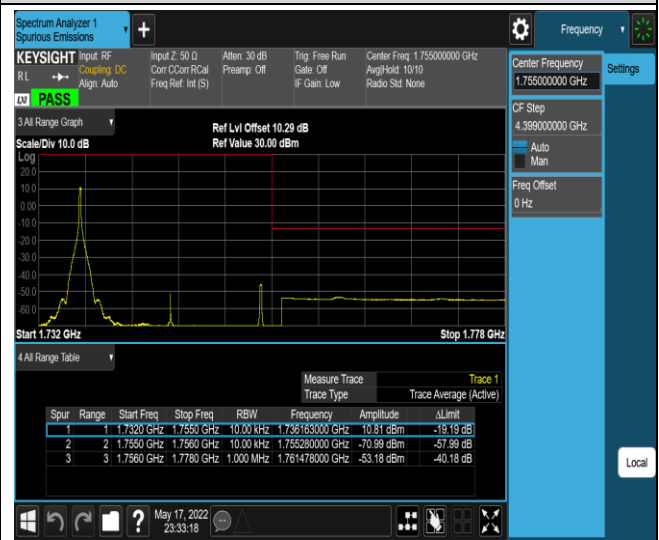 Spectrum Analyzer 1
Spurious Emissions
Frequency
KEYSIGHT Input: RF Input Z: 50 Ω Atten: 30 dB Trig: Free Run Center Freq: 1.755000000 GHz
R L Coupling: DC Corr CCorr RCal Preamp: Off Gate: Off Avg|Hold: 10/10
Align: Auto Freq Ref: Int (S) IF Gain: Low Radio Std: None
LXI PASS
Center Frequency
1.755000000 GHz
Settings
CF Step
4.399000000 GHz
Auto
Man
Freq Offset
0 Hz
3 All Range Graph
Ref Lvl Offset 10.29 dB
Scale/Div 10.0 dB Ref Value 30.00 dBm
Log
20.0
10.0
0.00
-10.0
-20.0
-30.0
-40.0
-50.0
-60.0
Start 1.732 GHz Stop 1.778 GHz
4 All Range Table
Measure Trace Trace 1
Trace Type Trace Average (Active)
Spur Range Start Freq Stop Freq RBW Frequency Amplitude ΔLimit
1 1 1.7320 GHz 1.7550 GHz 10.00 kHz 1.736163000 GHz 10.81 dBm -19.19 dB
2 2 1.7550 GHz 1.7560 GHz 10.00 kHz 1.755280000 GHz -70.99 dBm -57.99 dB
3 3 1.7560 GHz 1.7780 GHz 1.000 MHz 1.761478000 GHz -53.18 dBm -40.18 dB
Local
May 17, 2022
23:33:18